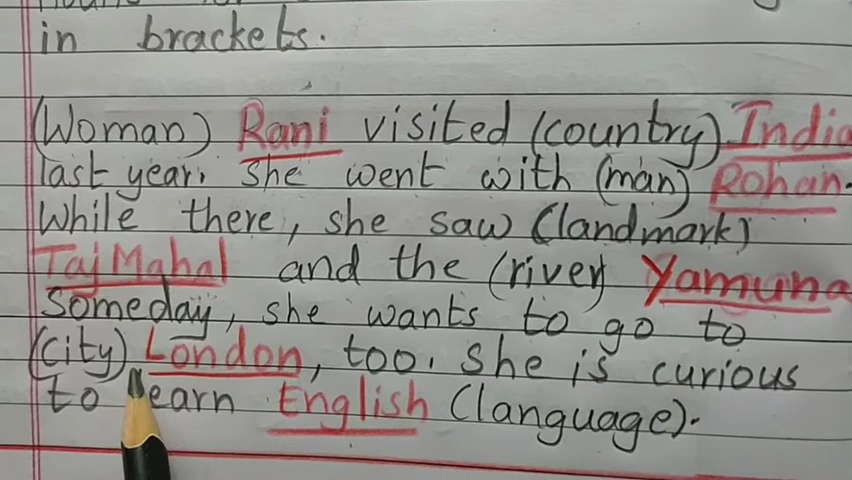 in brackets.
(Woman) Rani visited (country) India
last year. She went with (man) Rohan.
While there, she saw (landmark)
Taj Mahal and the (river) Yamuna
Someday, she wants to go to
(city) London, too. She is curious
to learn English (language).